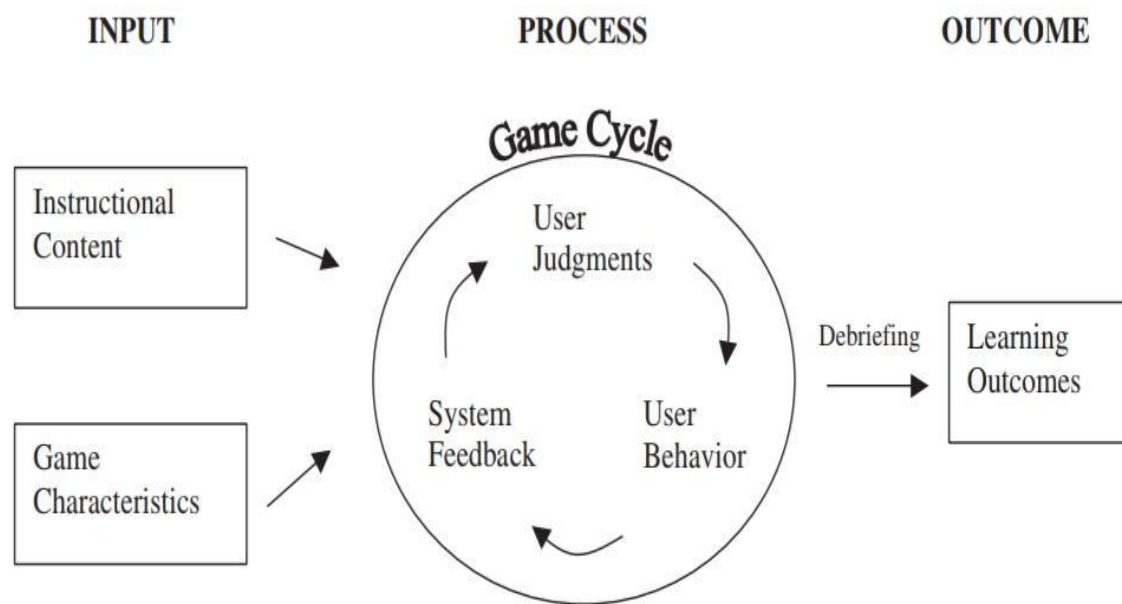 INPUT
PROCESS
OUTCOME
Game Cycle
Instructional
Content
User
Judgments
Debriefing
Learning
Outcomes
System
Feedback
User
Behavior
Game
Characteristics